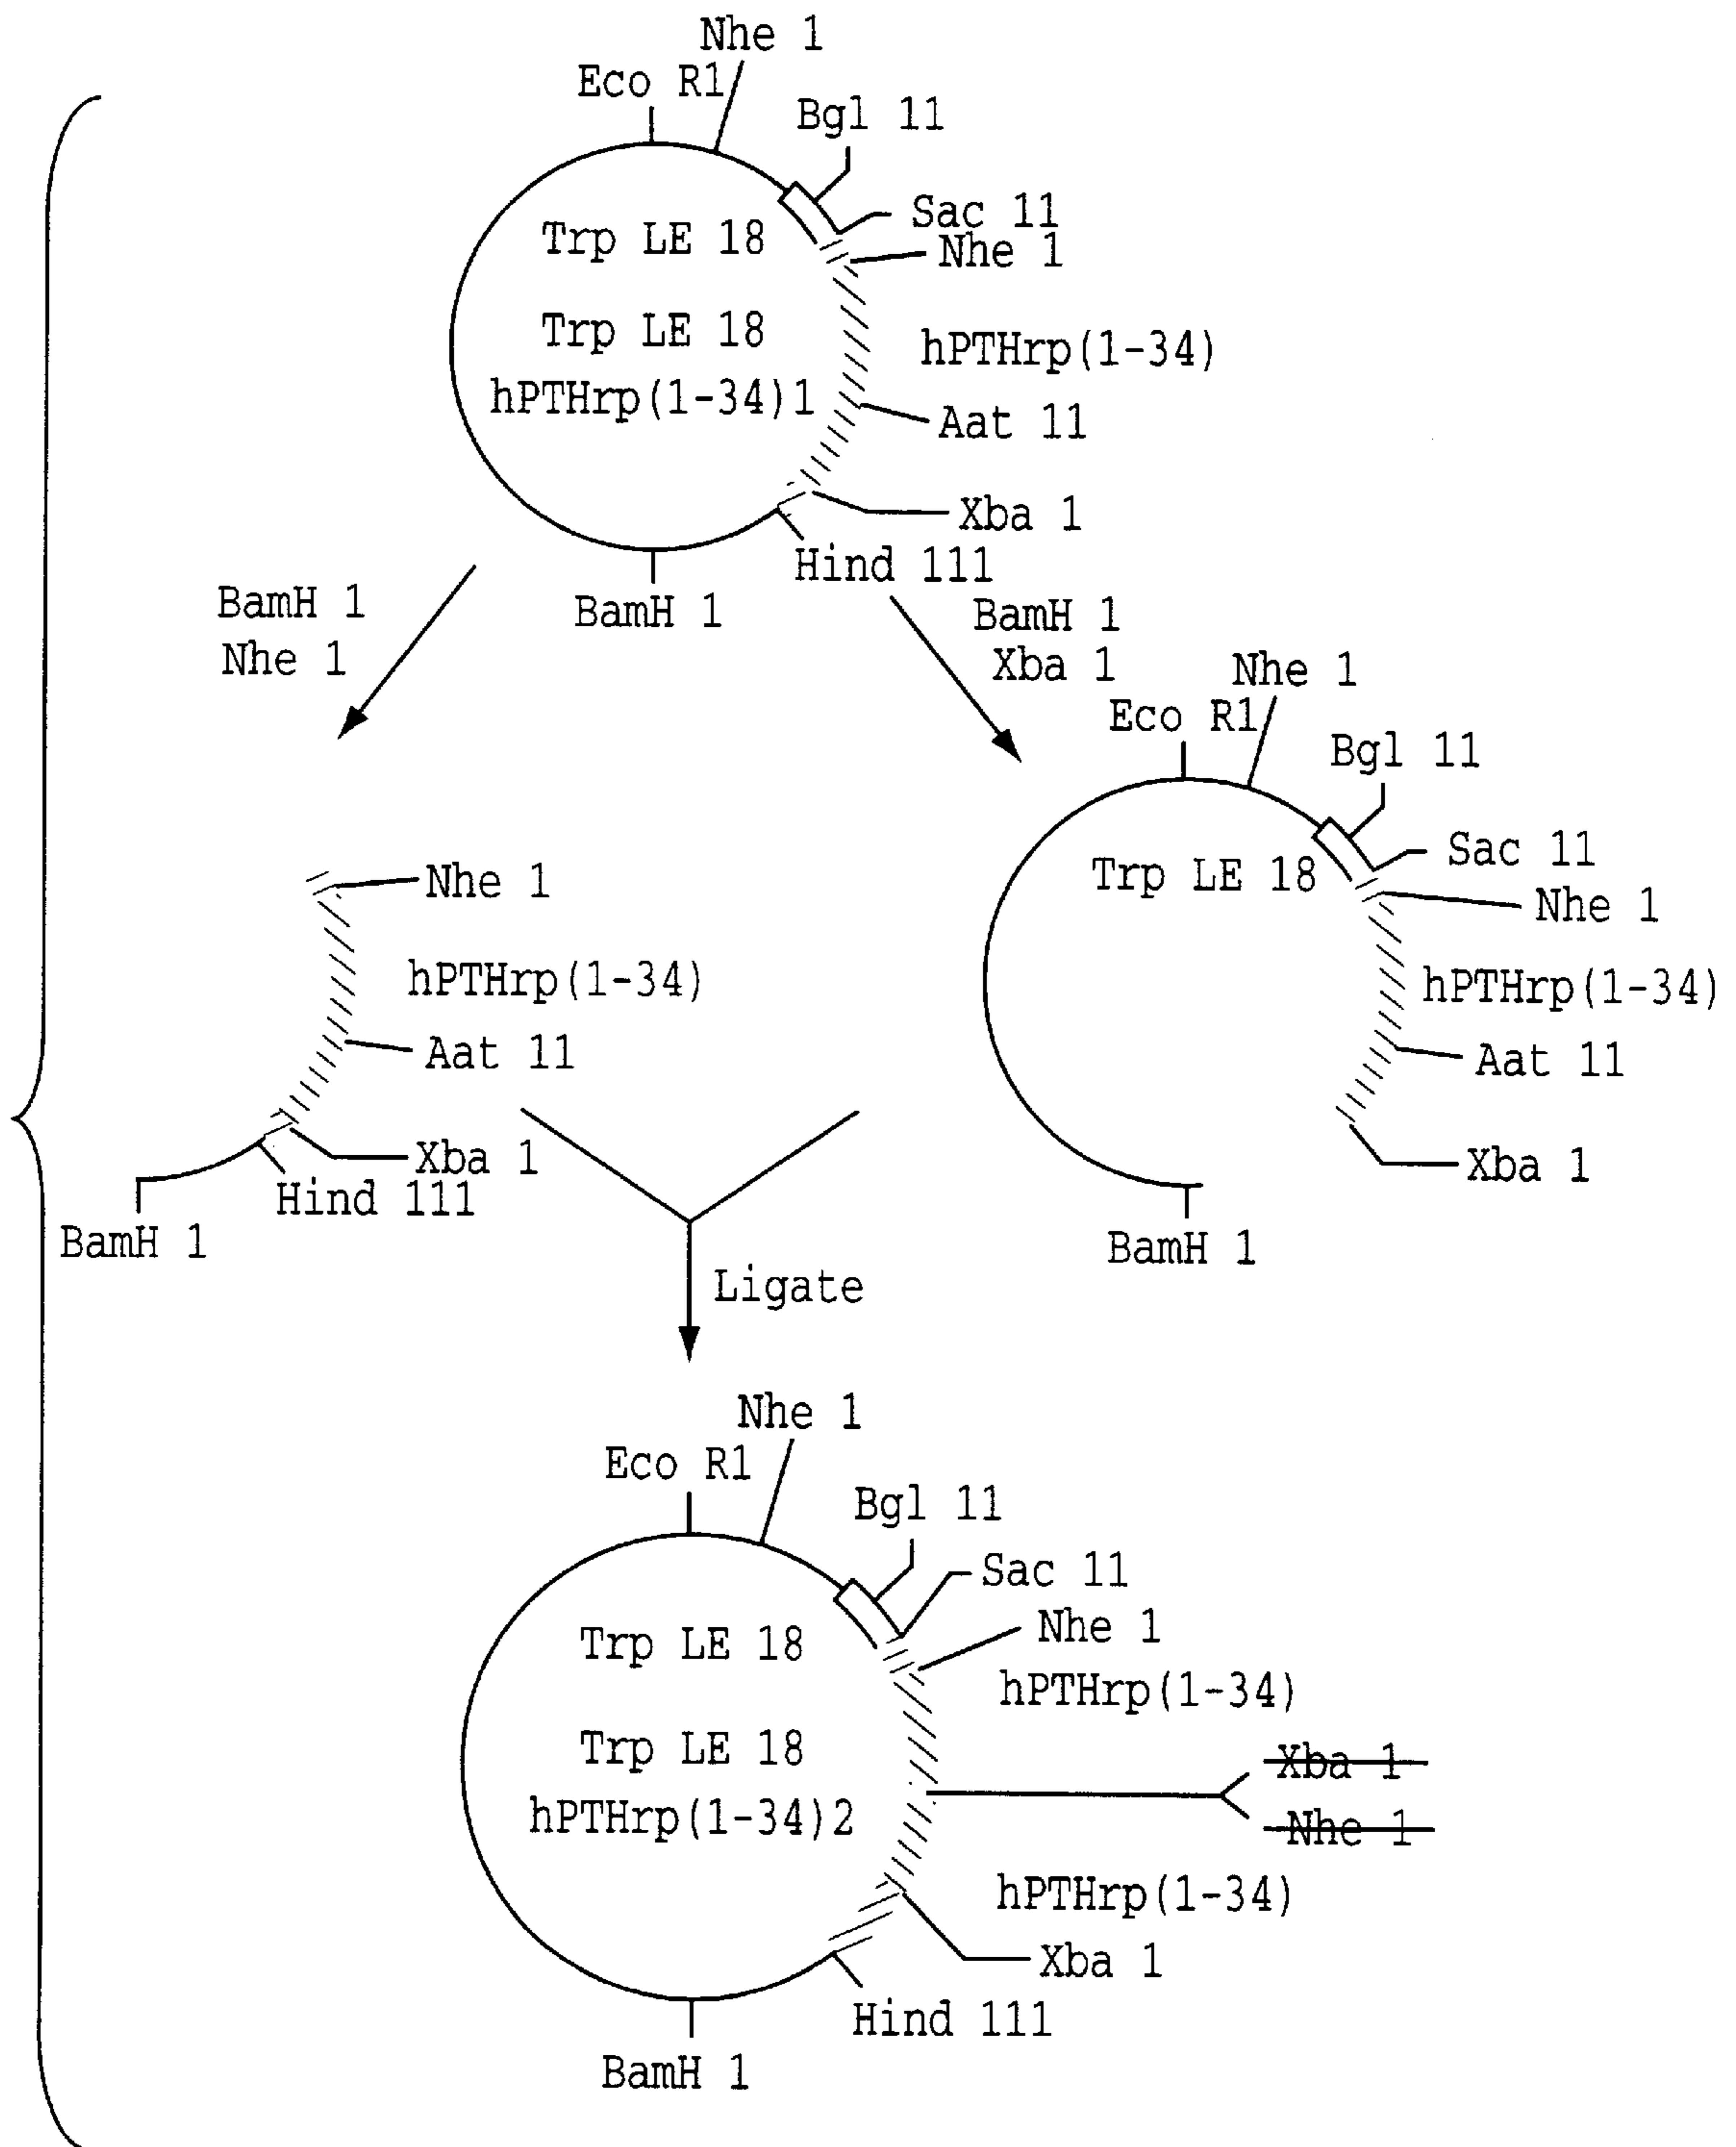 Nhe 1
Eco R1
Bgl 11
Sac 11
Nhe 1
Trp LE 18
Trp LE 18
hPTHrp(1-34)1
hPTHrp(1-34)
Aat 11
Xba 1
Hind 111
BamH 1
BamH 1
Nhe 1
BamH 1
Xba 1
Nhe 1
Eco R1
Bgl 11
Sac 11
Trp LE 18
Nhe 1
hPTHrp(1-34)
Aat 11
Xba 1
BamH 1
Nhe 1
hPTHrp(1-34)
Aat 11
Xba 1
Hind 111
BamH 1
Ligate
Nhe 1
Eco R1
Bgl 11
Sac 11
Nhe 1
Trp LE 18
hPTHrp(1-34)
Trp LE 18
hPTHrp(1-34)2
Xba 1
Nhe 1
hPTHrp(1-34)
Xba 1
Hind 111
BamH 1